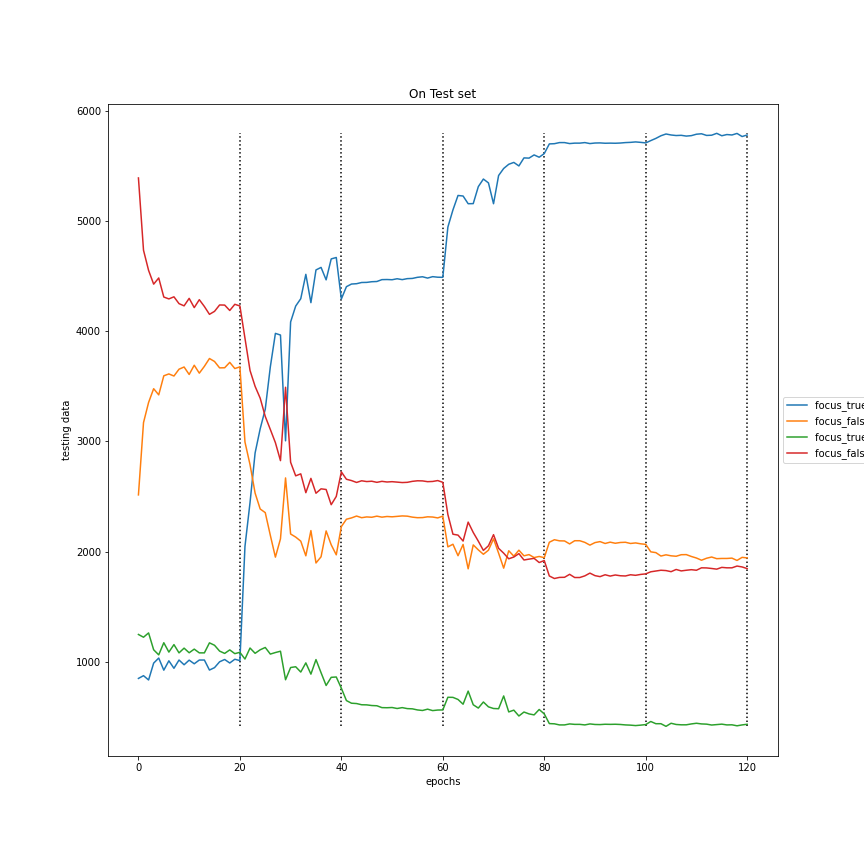 On Test set
6000
5000
4000
3000
2000
1000
testing data
0 20 40 60 80 100 120
epochs
focus_true
focus_fals
focus_true
focus_fals